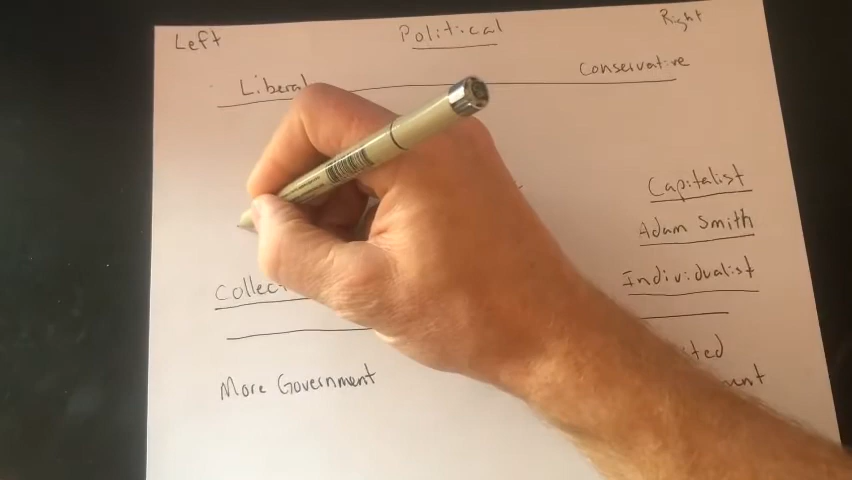 Left Political Right
Liberal Conservative
Capitalist
Adam Smith
Individualist
More Government